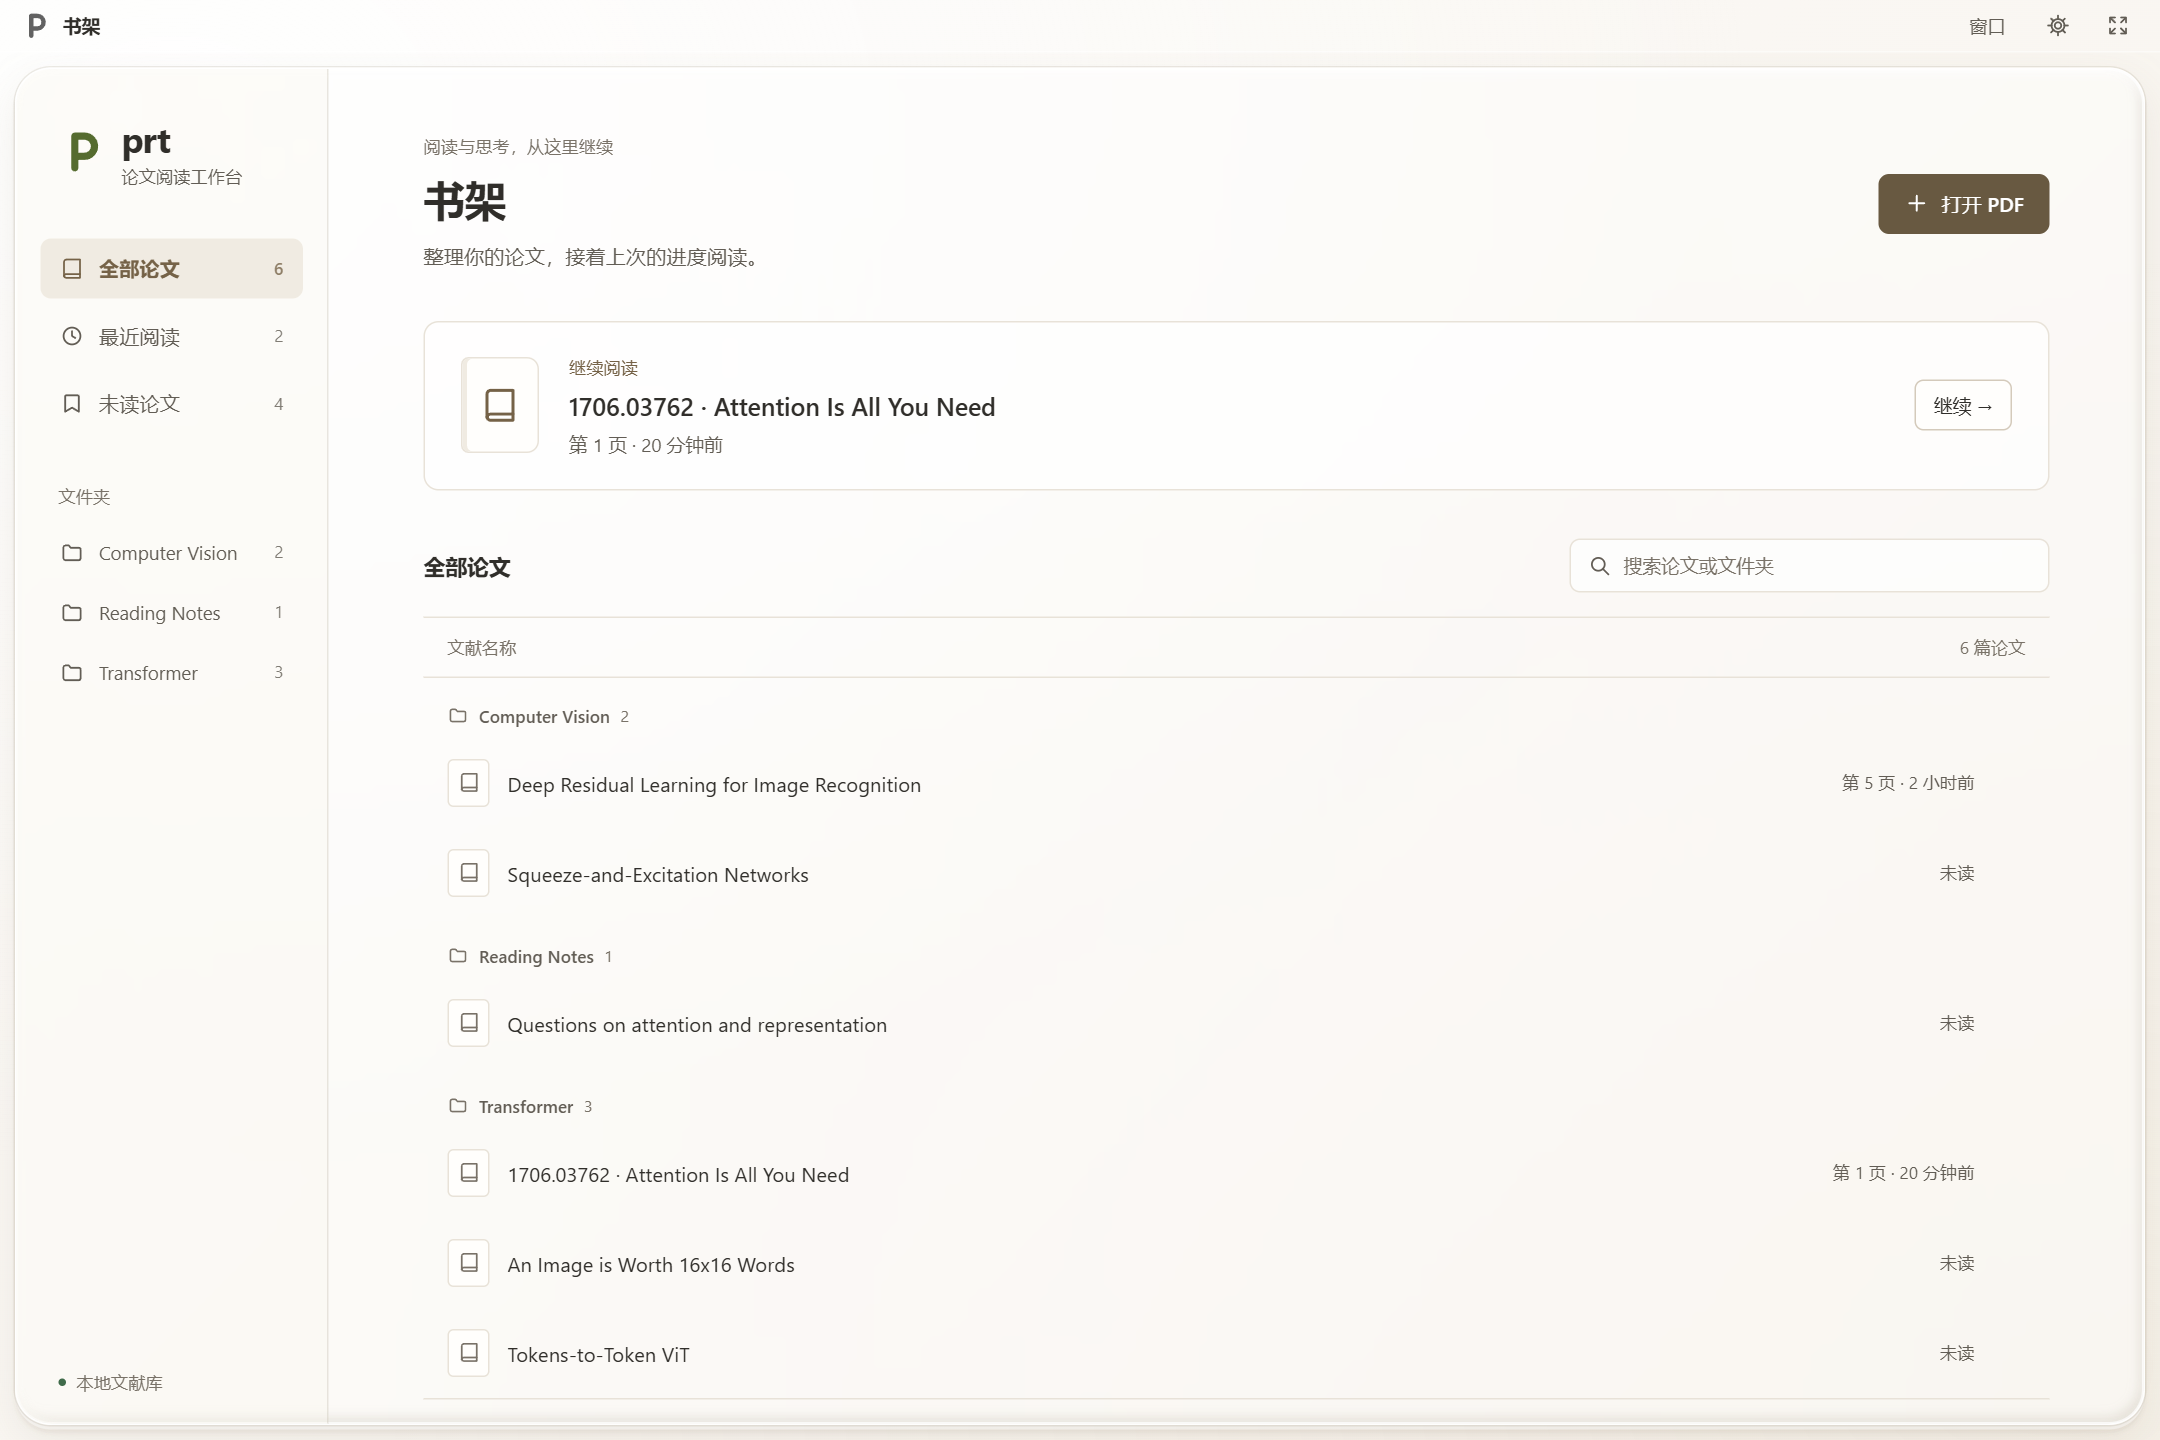 书架
窗口
prt
论文阅读工作台
全部论文 6
最近阅读 2
未读论文 4
文件夹
Computer Vision 2
Reading Notes 1
Transformer 3
本地文献库
阅读与思考，从这里继续
书架
整理你的论文，接着上次的进度阅读。
打开 PDF
继续阅读
1706.03762 · Attention Is All You Need
第 1 页 · 20 分钟前
继续 →
全部论文
搜索论文或文件夹
文献名称 6 篇论文
Computer Vision 2
Deep Residual Learning for Image Recognition 第 5 页 · 2 小时前
Squeeze-and-Excitation Networks 未读
Reading Notes 1
Questions on attention and representation 未读
Transformer 3
1706.03762 · Attention Is All You Need 第 1 页 · 20 分钟前
An Image is Worth 16x16 Words 未读
Tokens-to-Token ViT 未读